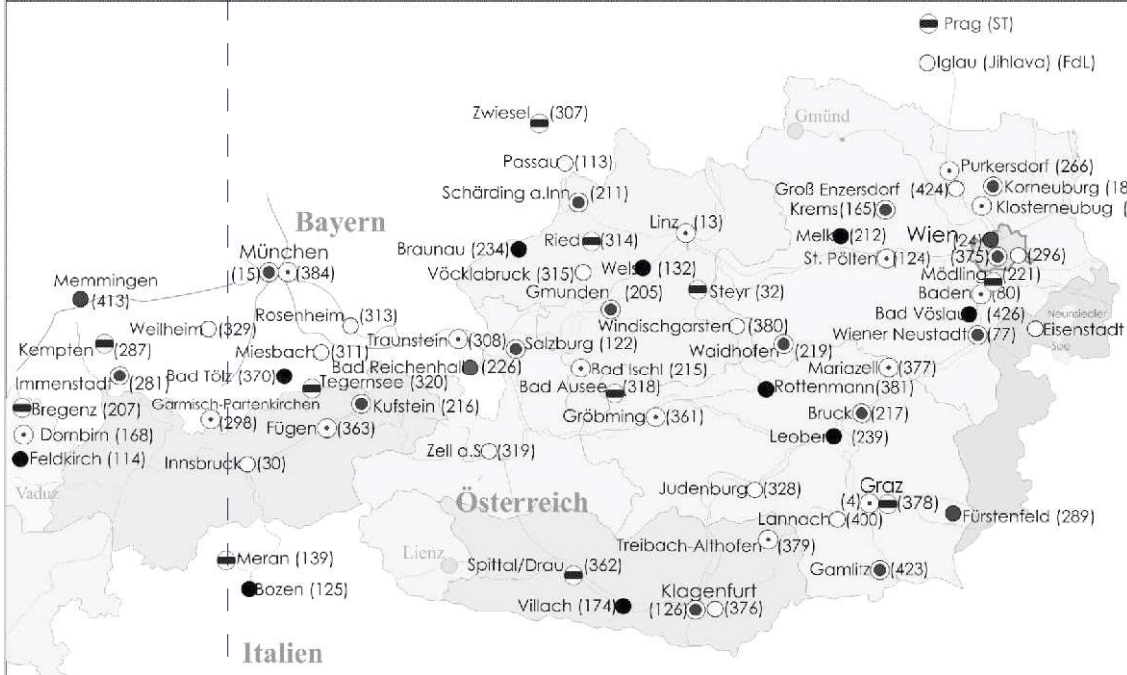 Prag (ST)
Iglau (Jihlava) (FdL)
Zwiesel (307)
Gmünd
Passau (113)
Purkersdorf (266)
Schärding a.Inn (211)
Groß Enzersdorf (424)
Korneuburg (18
Krems (165)
Klosterneubug (
Bayern
Linz (13)
München
Braunau (234)
Ried (314)
Melk (212)
Wien
(24)
(15) (384)
Vöcklabruck (315)
Wels (132)
St. Pölten (124)
(375) (296)
Memmingen
(413)
Gmunden (205)
Steyr (32)
Mödling (221)
Baden (80)
Rosenheim (313)
Bad Vöslau (426)
Neunsiedler
See
Weilheim (329)
Traunstein (308)
Windischgarsten (380)
Wiener Neustadt (77)
Eisenstadt
Kempten (287)
Miesbach (311)
Salzburg (122)
Waidhofen (219)
Immenstadt (281)
Bad Tölz (370)
Bad Reichenhall (226)
Bad Ischl (215)
Mariazell (377)
Tegernsee (320)
Bad Ausee (318)
Rottenmann (381)
Bregenz (207)
Garmisch-Partenkirchen
(298)
Kufstein (216)
Gröbming (361)
Bruck (217)
Dornbirn (168)
Fügen (363)
Leoben (239)
Feldkirch (114)
Innsbruck (30)
Zell a.S (319)
Vaduz
Judenburg (328)
Graz
(4) (378)
Österreich
Lannach (400)
Fürstenfeld (289)
Treibach-Althofen (379)
Meran (139)
Lienz
Spittal/Drau (362)
Gamlitz (423)
Bozen (125)
Klagenfurt
Villach (174)
(126) (376)
Italien